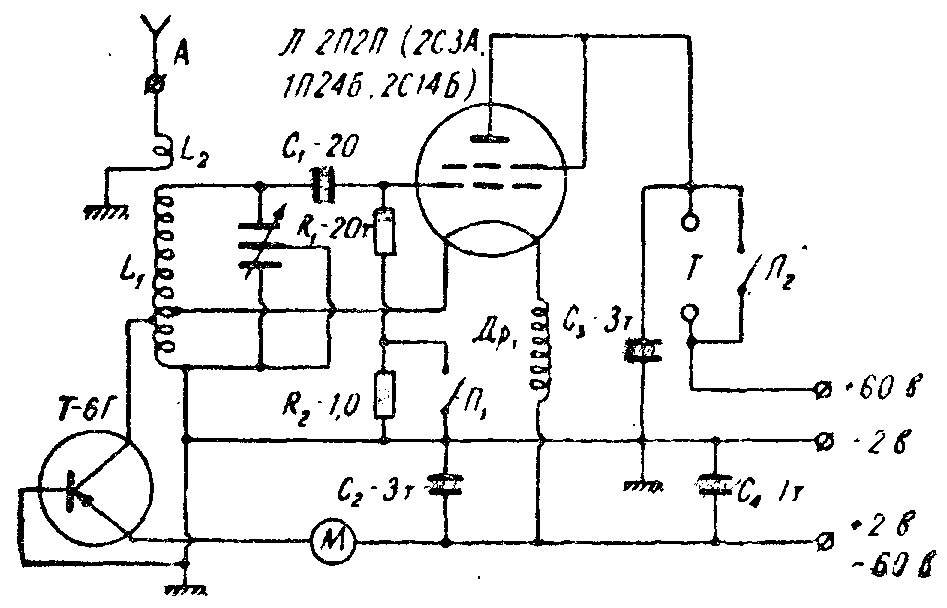 А
Л 2П2П (2С3А,
1П24б, 2С14Б)
L₂
C₁-20
R₁-20т
L₁
Т
П₂
Др₁
C₃-3т
Т-6Г
R₂-1,0
П₁
+60 в
-2 в
C₂-3т
C₄ 1т
М
+2 в
-60 в